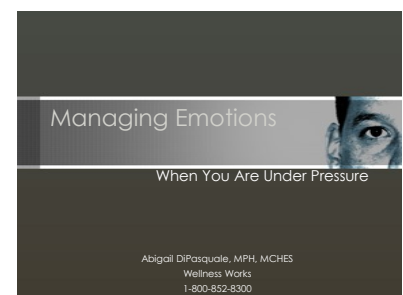 Managing Emotions
When You Are Under Pressure
Abigail DiPasquale, MPH, MCHES
Wellness Works
1-800-852-8300